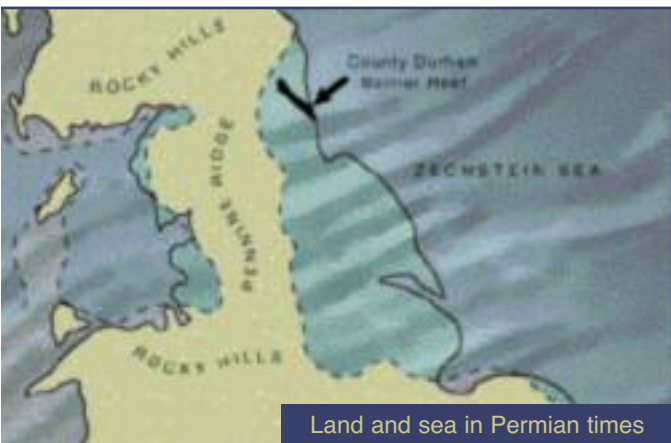 ROCKY HILLS
County Durham
Barrier Reef
PENNINE RIDGE
ZECHSTEIN SEA
ROCKY HILLS
Land and sea in Permian times